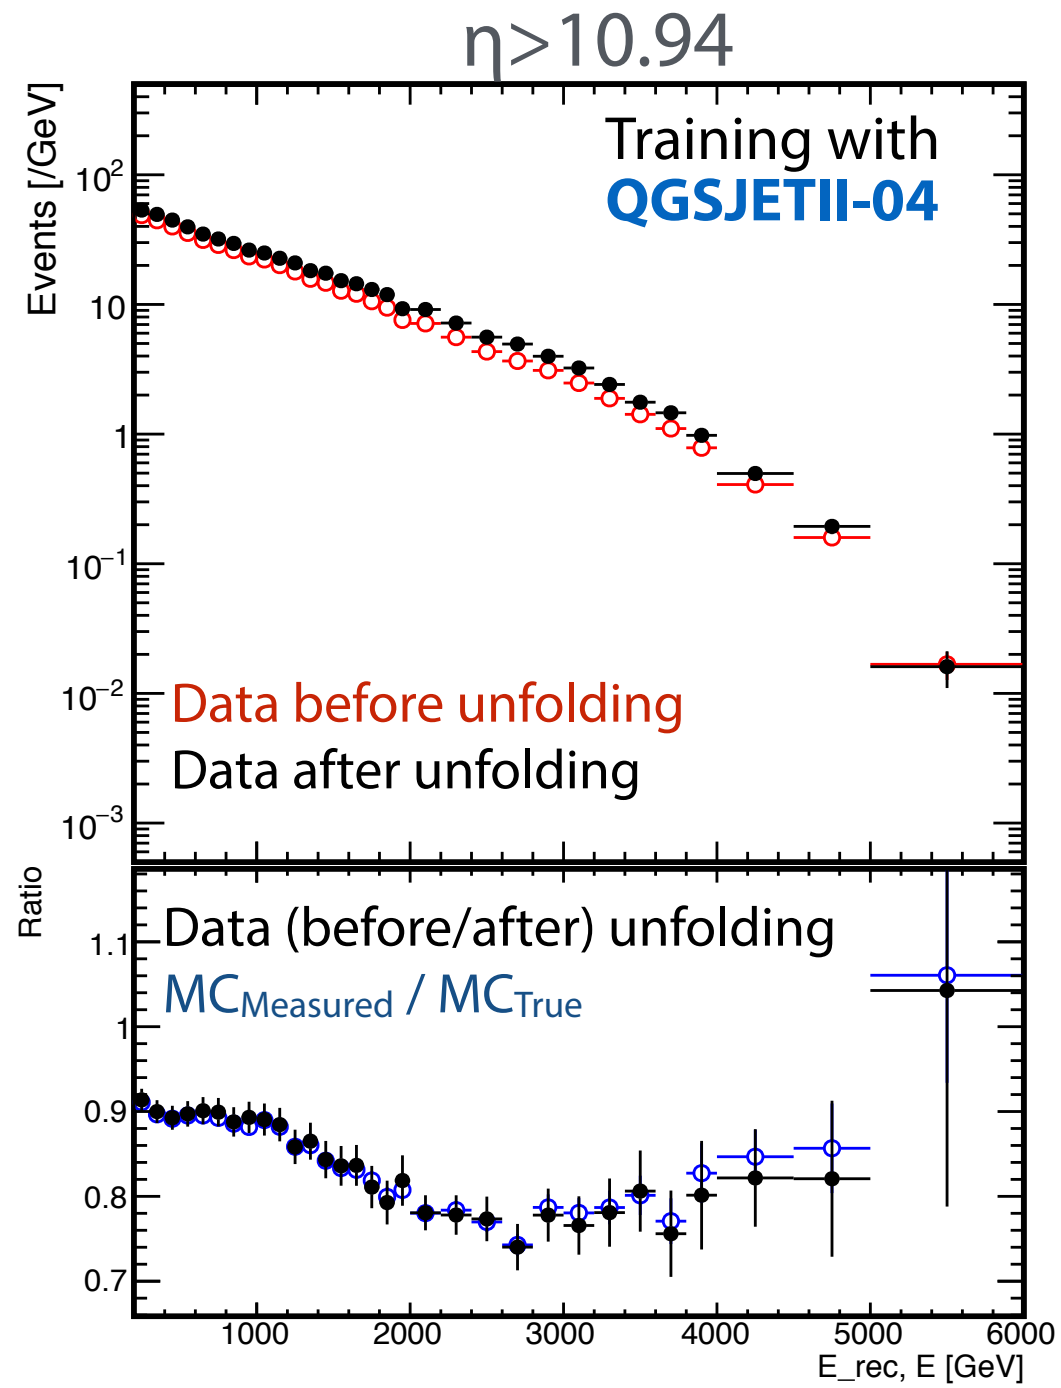 η>10.94
Events [/GeV]
Training with
QGSJETII-04
10²
10
1
10⁻¹
10⁻²
10⁻³
Data before unfolding
Data after unfolding
Ratio
Data (before/after) unfolding
MC_Measured / MC_True
1.1
1
0.9
0.8
0.7
1000 2000 3000 4000 5000 6000
E_rec, E [GeV]